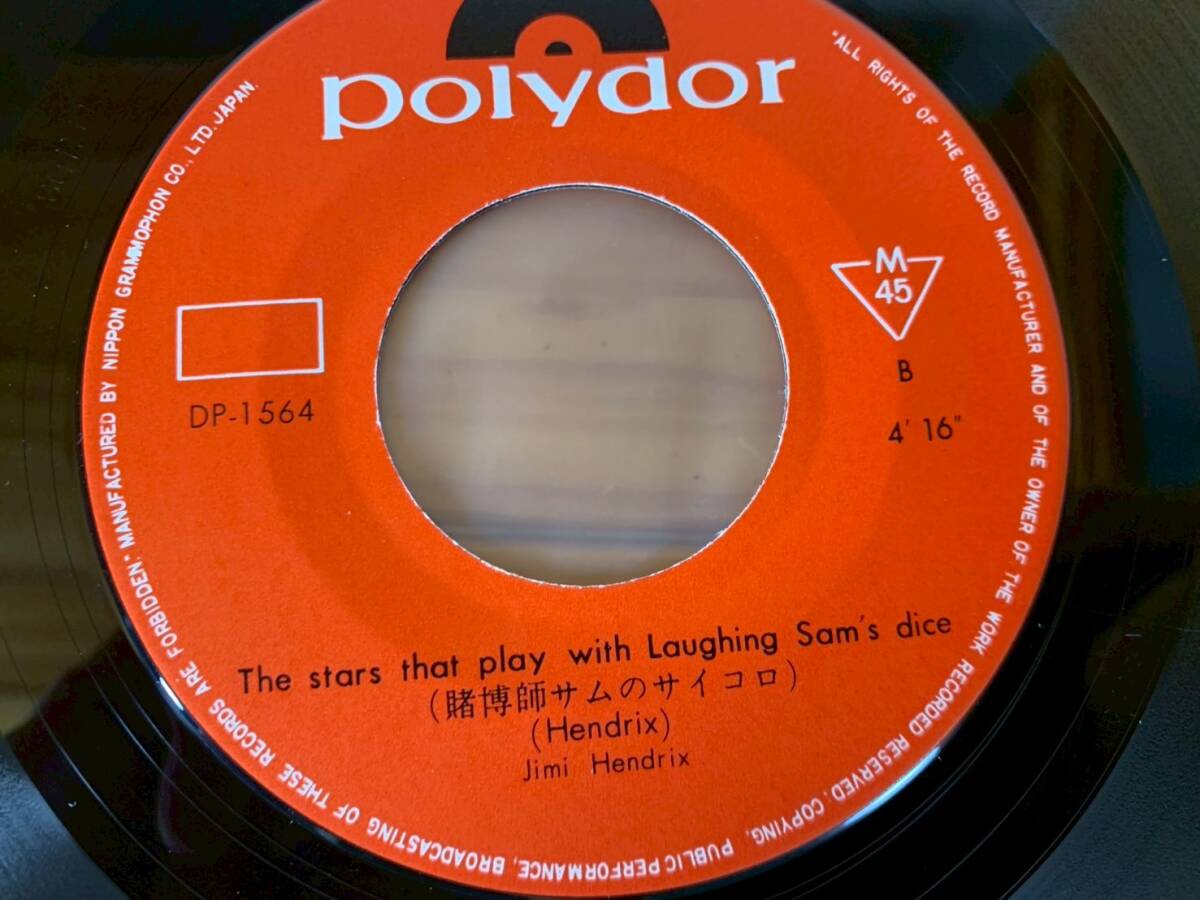 polydor
"ALL RIGHTS OF THE RECORD MANUFACTURER AND OF THE OWNER OF THE WORK RECORDED RESERVED. COPYING, PUBLIC PERFORMANCE, BROADCASTING OF THESE RECORDS ARE FORBIDDEN. MANUFACTURED BY NIPPON GRAMMOPHON CO., LTD. JAPAN.
M
45
B
DP-1564
4' 16"
The stars that play with Laughing Sam's dice
(賭博師サムのサイコロ)
(Hendrix)
Jimi Hendrix